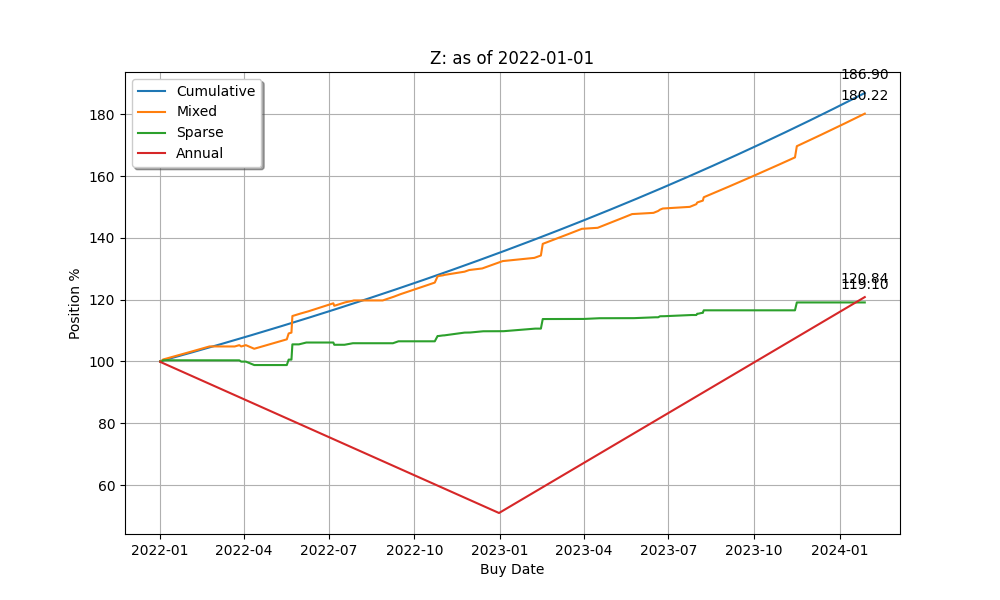 Z: as of 2022-01-01
186.90
180.22
120.84
119.10
Cumulative
Mixed
Sparse
Annual
180
160
140
120
100
80
60
Position %
2022-01 2022-04 2022-07 2022-10 2023-01 2023-04 2023-07 2023-10 2024-01
Buy Date